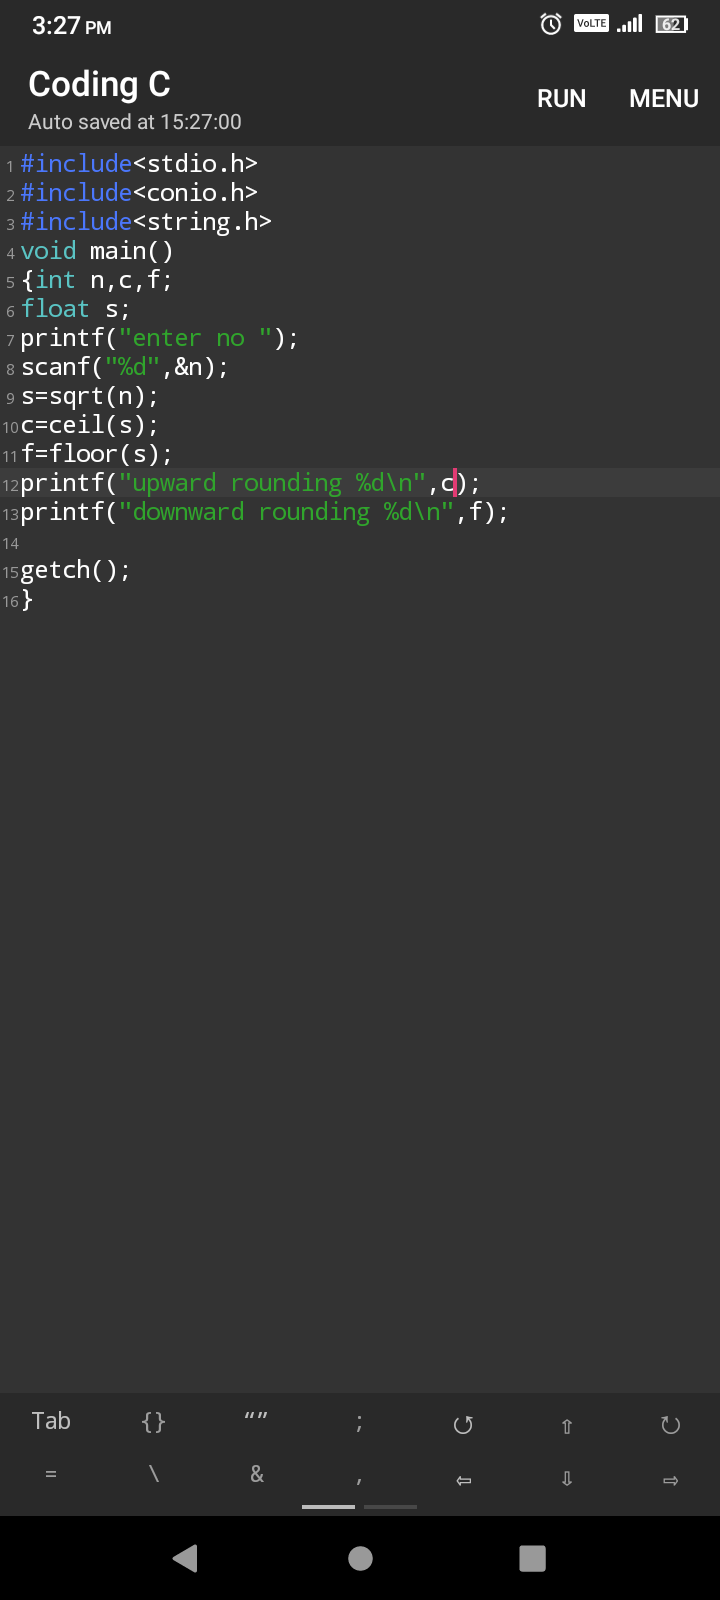 3:27 PM VoLTE 62
Coding C
RUN MENU
Auto saved at 15:27:00
1 #include<stdio.h>
2 #include<conio.h>
3 #include<string.h>
4 void main()
5 {int n,c,f;
6 float s;
7 printf("enter no ");
8 scanf("%d",&n);
9 s=sqrt(n);
10 c=ceil(s);
11 f=floor(s);
12 printf("upward rounding %d\n",c);
13 printf("downward rounding %d\n",f);
14
15 getch();
16 }
Tab {} “” ; ↺ ⇧ ↻
= \ & , ⇦ ⇩ ⇨